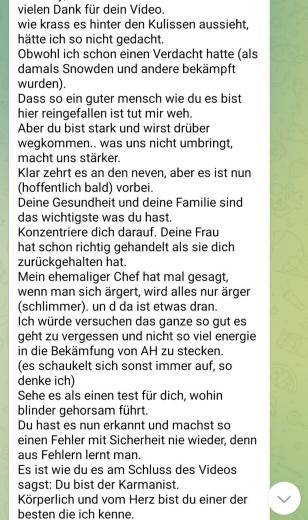 vielen Dank für dein Video.
wie krass es hinter den Kulissen aussieht,
hätte ich so nicht gedacht.
Obwohl ich schon einen Verdacht hatte (als
damals Snowden und andere bekämpft
wurden).
Dass so ein guter mensch wie du es bist
hier reingefallen ist tut mir weh.
Aber du bist stark und wirst drüber
wegkommen.. was uns nicht umbringt,
macht uns stärker.
Klar zehrt es an den neven, aber es ist nun
(hoffentlich bald) vorbei.
Deine Gesundheit und deine Familie sind
das wichtigste was du hast.
Konzentriere dich darauf. Deine Frau
hat schon richtig gehandelt als sie dich
zurückgehalten hat.
Mein ehemaliger Chef hat mal gesagt,
wenn man sich ärgert, wird alles nur ärger
(schlimmer). un d da ist etwas dran.
Ich würde versuchen das ganze so gut es
geht zu vergessen und nicht so viel energie
in die Bekämfung von AH zu stecken.
(es schaukelt sich sonst immer auf, so
denke ich)
Sehe es als einen test für dich, wohin
blinder gehorsam führt.
Du hast es nun erkannt und machst so
einen Fehler mit Sicherheit nie wieder, denn
aus Fehlern lernt man.
Es ist wie du es am Schluss des Videos
sagst: Du bist der Karmanist.
Körperlich und vom Herz bist du einer der
besten die ich kenne.